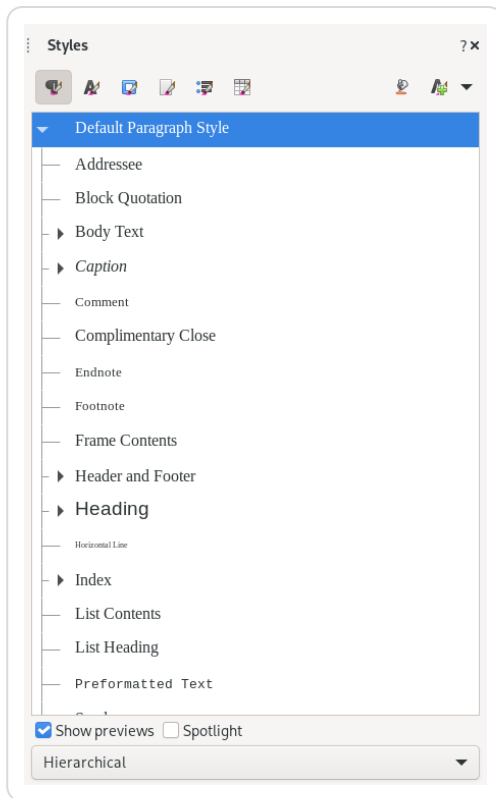 Styles
?
Default Paragraph Style
Addressee
Block Quotation
Body Text
Caption
Comment
Complimentary Close
Endnote
Footnote
Frame Contents
Header and Footer
Heading
Horizontal Line
Index
List Contents
List Heading
Preformatted Text
Show previews Spotlight
Hierarchical